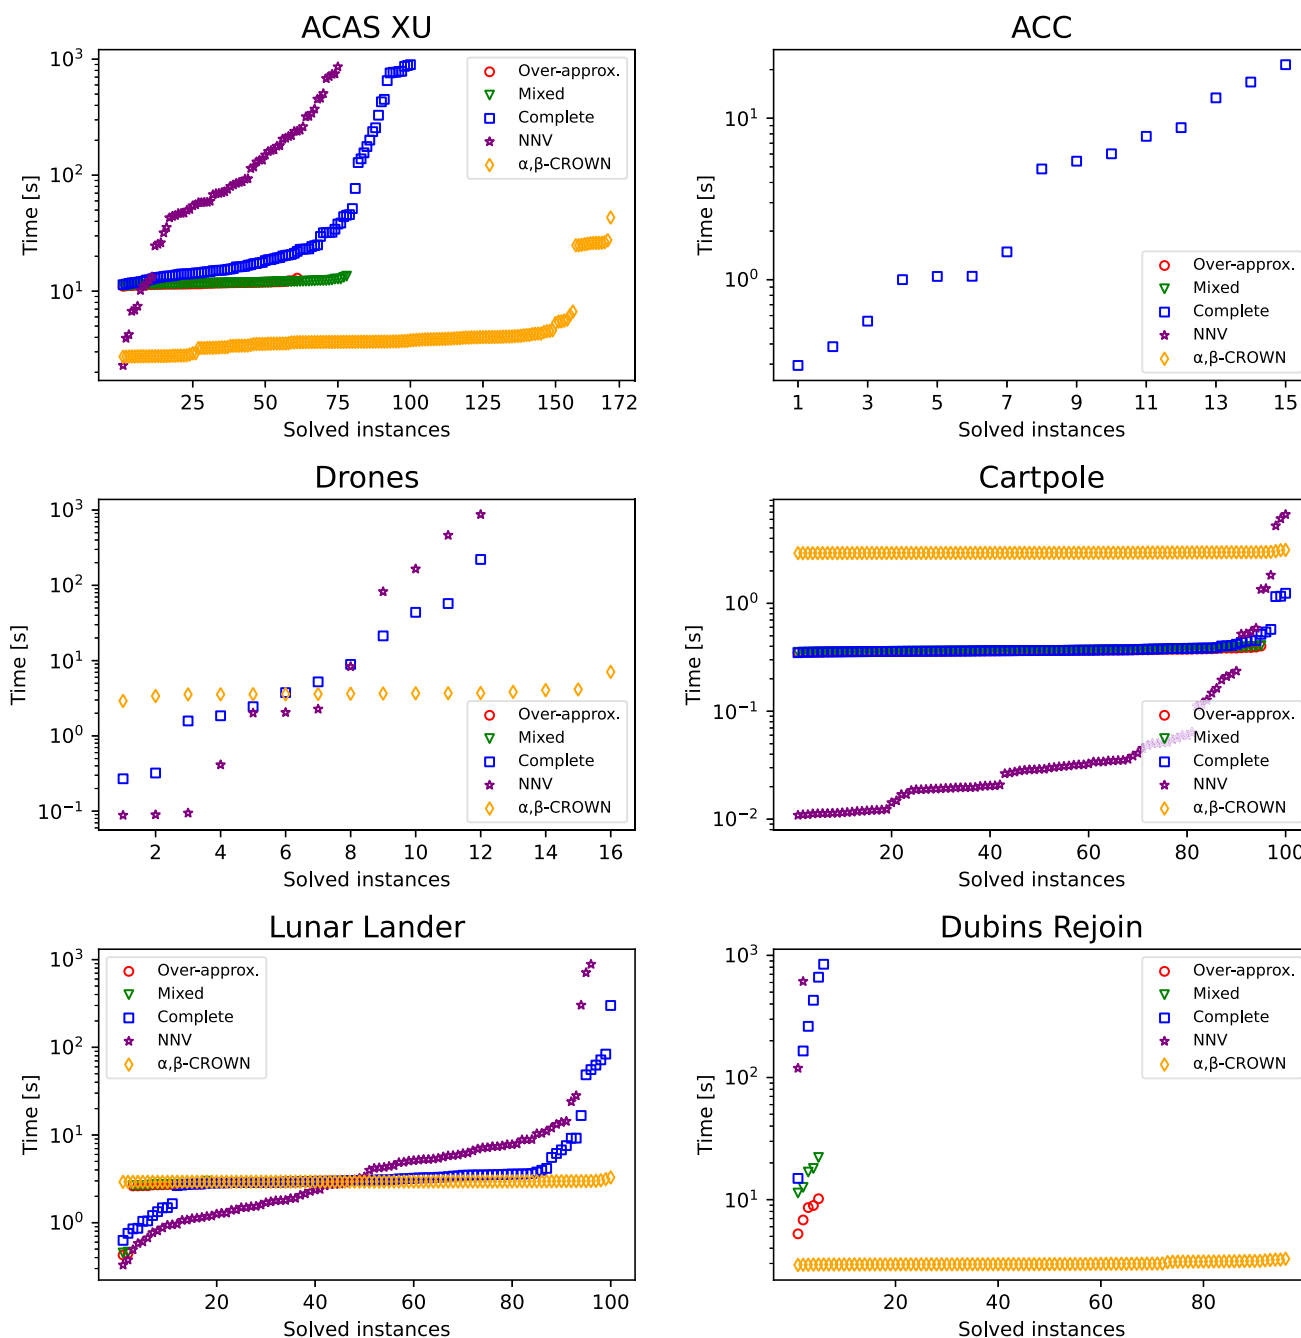 ACAS XU
Time [s]
10³
10²
10¹
Over-approx.
Mixed
Complete
NNV
α,β-CROWN
25 50 75 100 125 150 172
Solved instances
ACC
Time [s]
10¹
10⁰
Over-approx.
Mixed
Complete
NNV
α,β-CROWN
1 3 5 7 9 11 13 15
Solved instances
Drones
Time [s]
10³
10²
10¹
10⁰
10⁻¹
Over-approx.
Mixed
Complete
NNV
α,β-CROWN
2 4 6 8 10 12 14 16
Solved instances
Cartpole
Time [s]
10⁰
10⁻¹
10⁻²
Over-approx.
Mixed
Complete
NNV
α,β-CROWN
20 40 60 80 100
Solved instances
Lunar Lander
Time [s]
10³
10²
10¹
10⁰
Over-approx.
Mixed
Complete
NNV
α,β-CROWN
20 40 60 80 100
Solved instances
Dubins Rejoin
Time [s]
10³
10²
10¹
Over-approx.
Mixed
Complete
NNV
α,β-CROWN
20 40 60 80
Solved instances